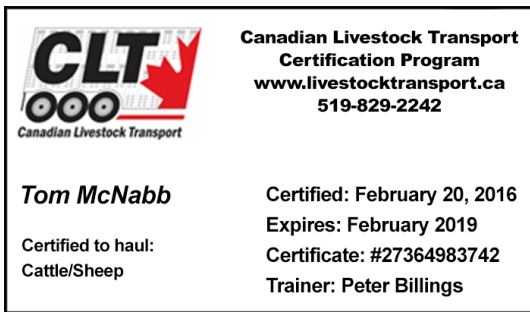 CLT
Canadian Livestock Transport
Canadian Livestock Transport
Certification Program
www.livestocktransport.ca
519-829-2242
Tom McNabb
Certified to haul:
Cattle/Sheep
Certified: February 20, 2016
Expires: February 2019
Certificate: #27364983742
Trainer: Peter Billings